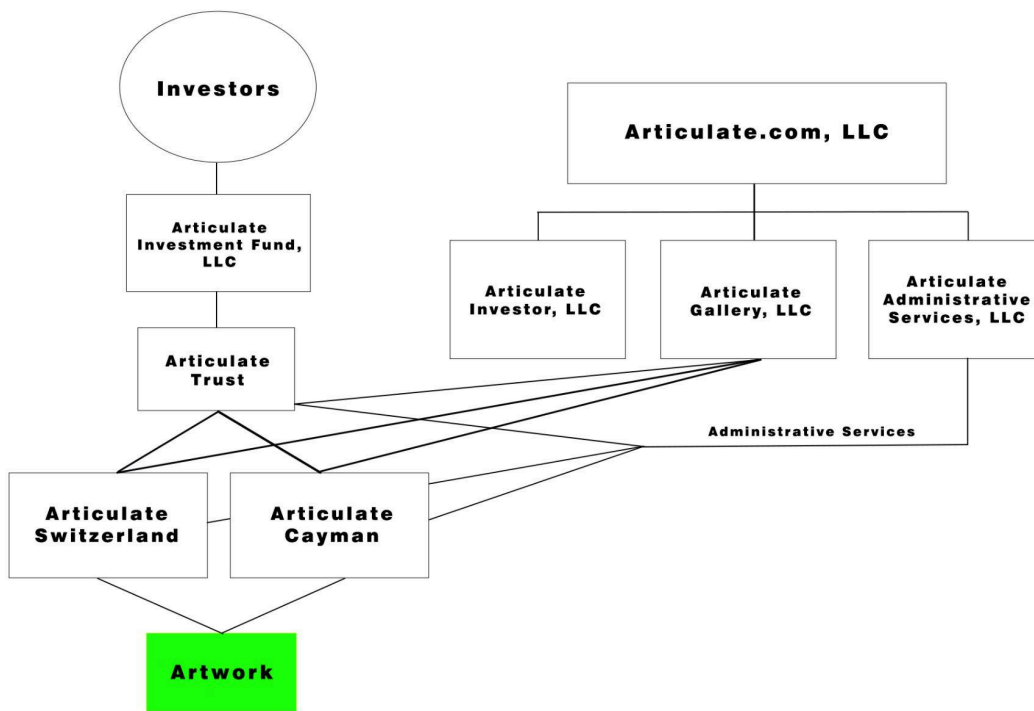 Investors
Articulate.com, LLC
Articulate
Investment Fund,
LLC
Articulate
Investor, LLC
Articulate
Gallery, LLC
Articulate
Administrative
Services, LLC
Articulate
Trust
Administrative Services
Articulate
Switzerland
Articulate
Cayman
Artwork